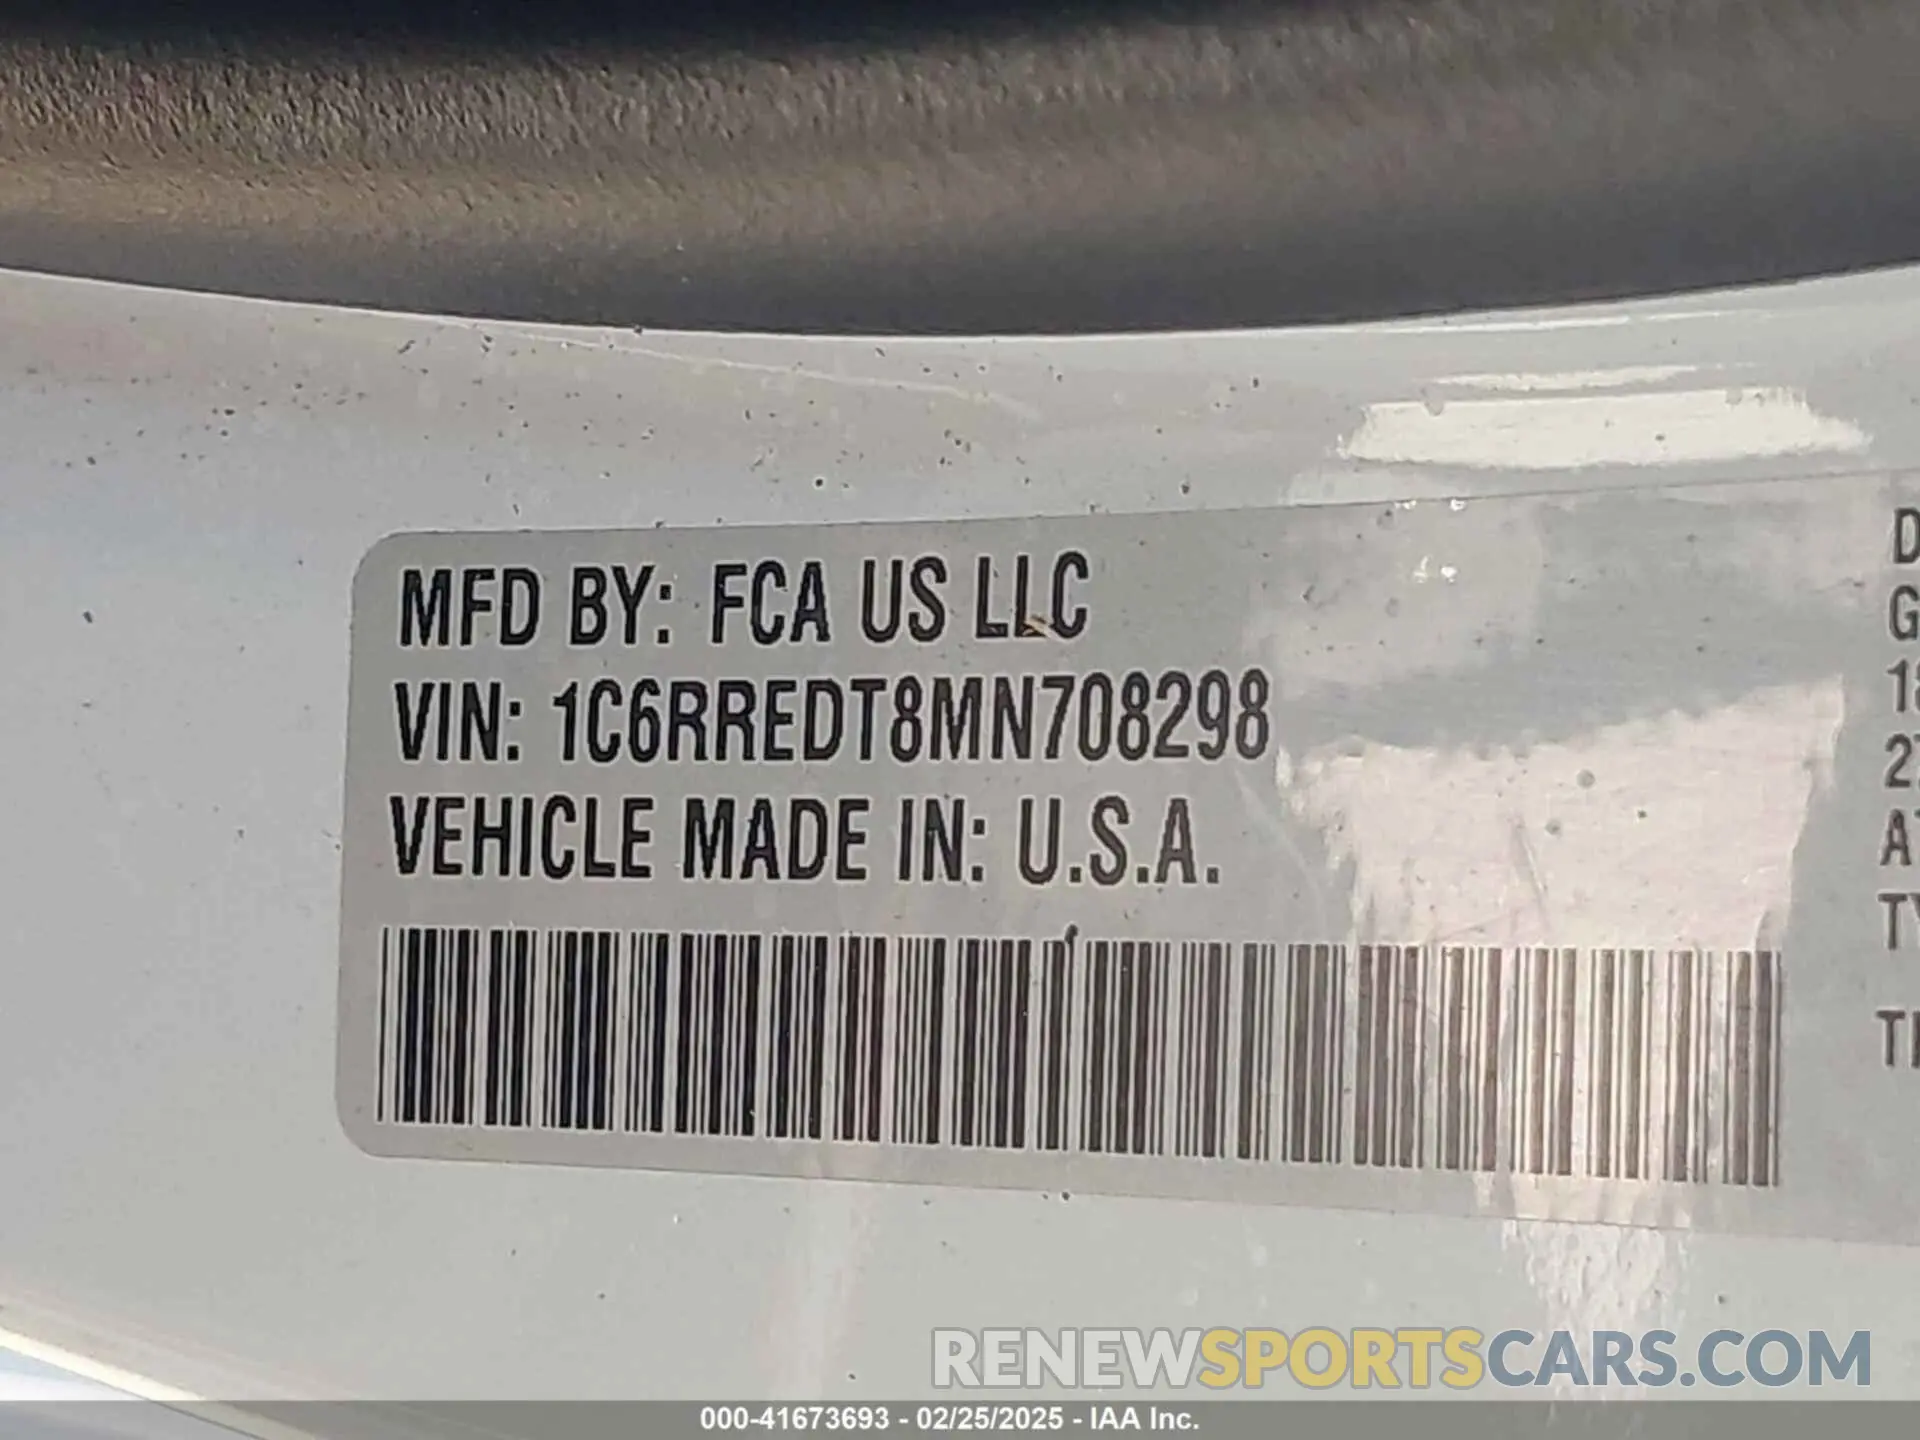 MFD BY: FCA US LLC
VIN: 1C6RREDT8MN708298
VEHICLE MADE IN: U.S.A.
RENEWSPORTSCARS.COM
000-41673693 - 02/25/2025 - IAA Inc.